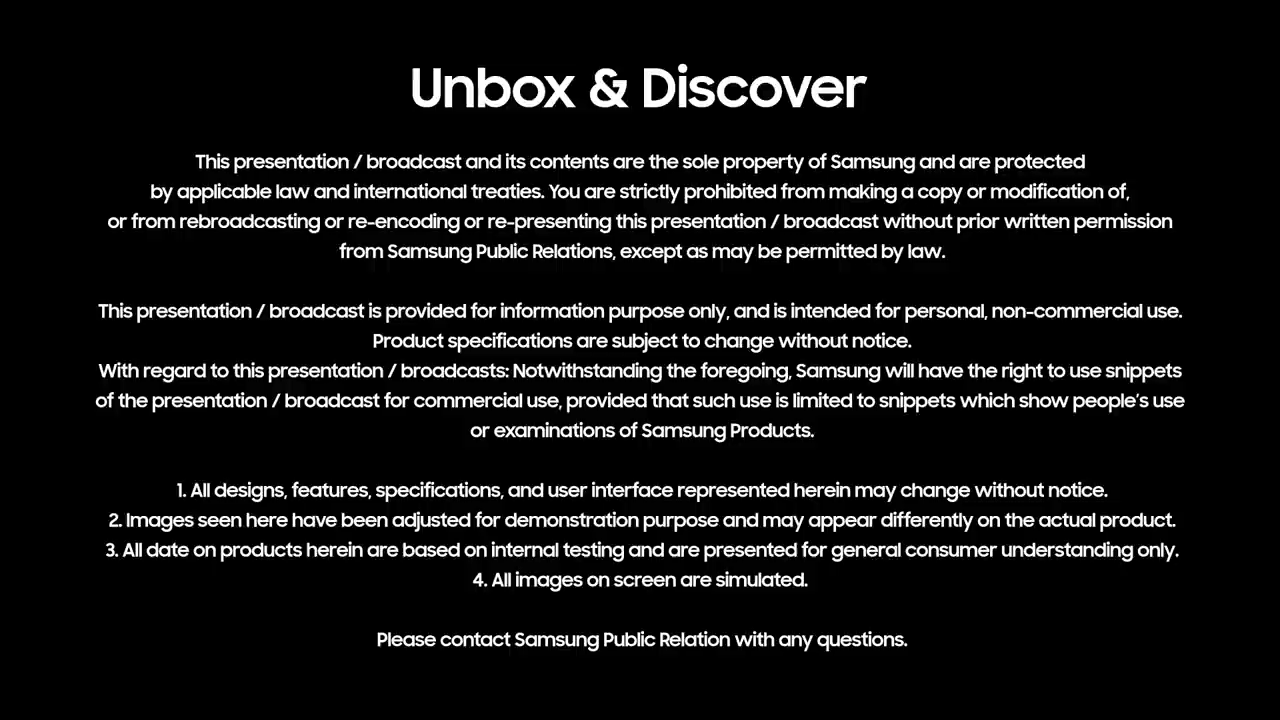 Unbox & Discover
This presentation / broadcast and its contents are the sole property of Samsung and are protected
by applicable law and international treaties. You are strictly prohibited from making a copy or modification of,
or from rebroadcasting or re-encoding or re-presenting this presentation / broadcast without prior written permission
from Samsung Public Relations, except as may be permitted by law.
This presentation / broadcast is provided for information purpose only, and is intended for personal, non-commercial use.
Product specifications are subject to change without notice.
With regard to this presentation / broadcasts: Notwithstanding the foregoing, Samsung will have the right to use snippets
of the presentation / broadcast for commercial use, provided that such use is limited to snippets which show people's use
or examinations of Samsung Products.
1. All designs, features, specifications, and user interface represented herein may change without notice.
2. Images seen here have been adjusted for demonstration purpose and may appear differently on the actual product.
3. All date on products herein are based on internal testing and are presented for general consumer understanding only.
4. All images on screen are simulated.
Please contact Samsung Public Relation with any questions.